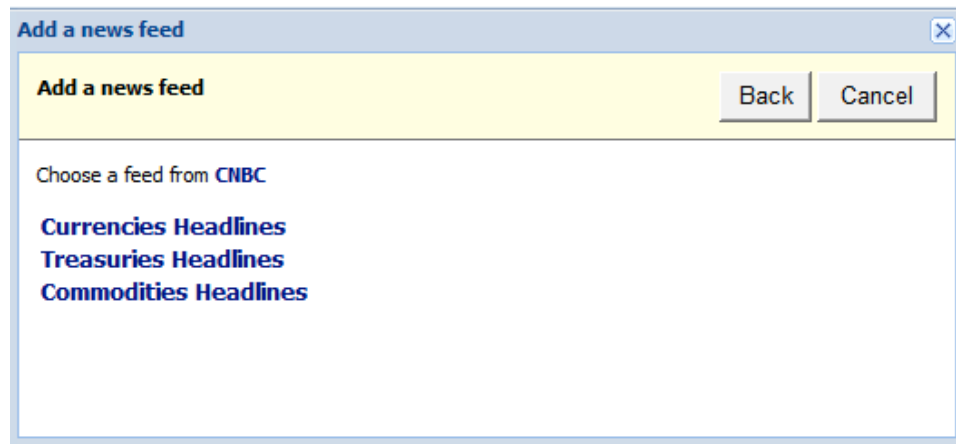 Add a news feed
Add a news feed
Back Cancel
Choose a feed from CNBC
Currencies Headlines
Treasuries Headlines
Commodities Headlines